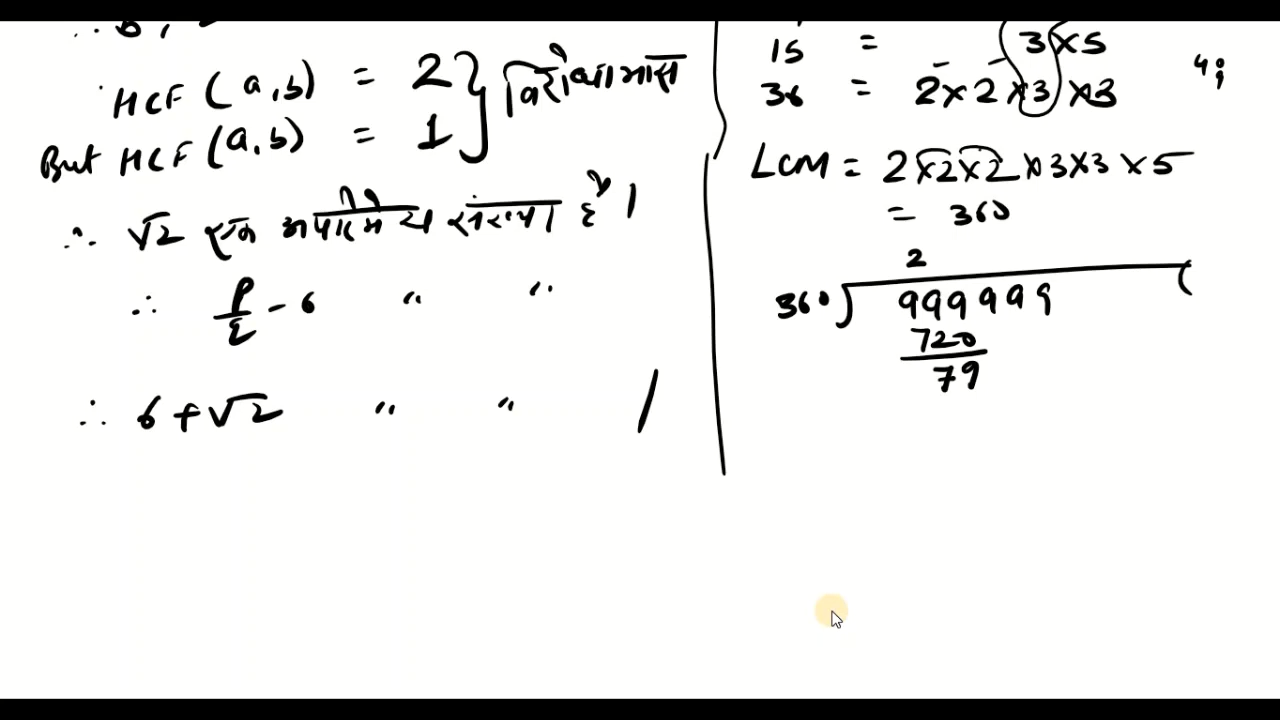 HCF (a,b) = 2 } विरोधाभास
But HCF (a,b) = 1
∴ √2 एक अपरिमेय संख्या है।
∴ p/q - 6 " "
∴ 6+√2 " " /
15 = 3×5
36 = 2×2×3×3
LCM = 2×2×2×3×3×5
= 360
2
360) 999999 (
720
79